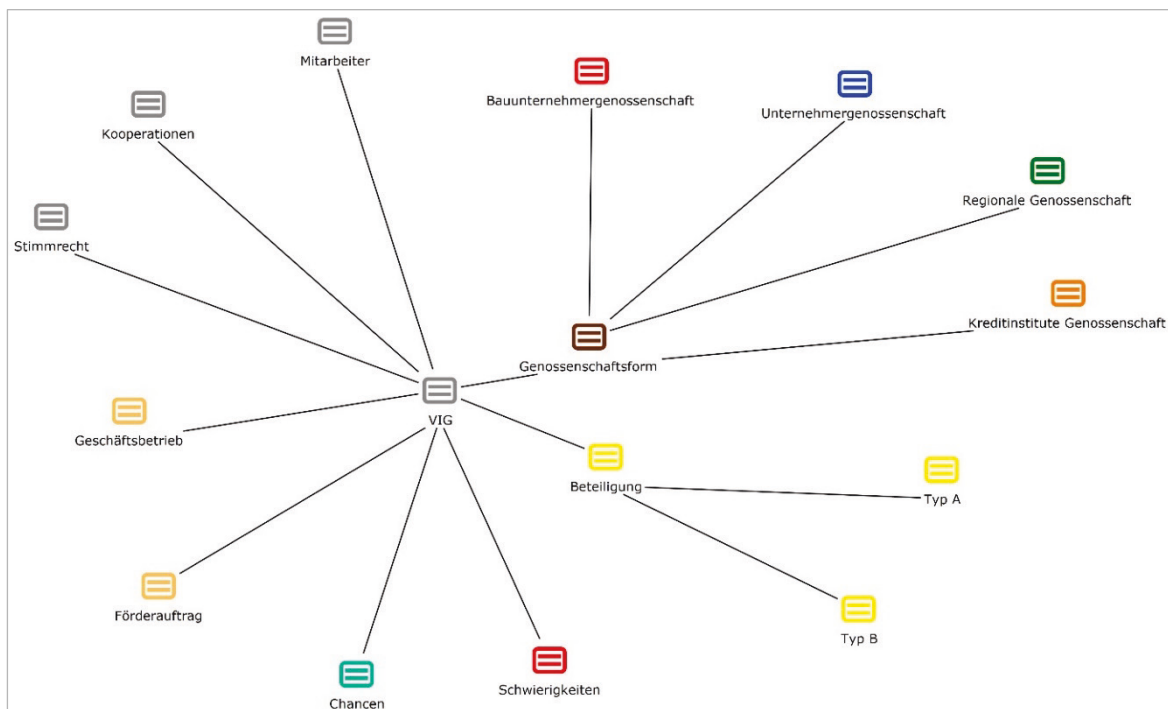 Mitarbeiter
Bauunternehmergenossenschaft
Unternehmergenossenschaft
Kooperationen
Regionale Genossenschaft
Stimmrecht
Kreditinstitute Genossenschaft
Genossenschaftsform
VIG
Geschäftsbetrieb
Beteiligung
Typ A
Förderauftrag
Typ B
Schwierigkeiten
Chancen